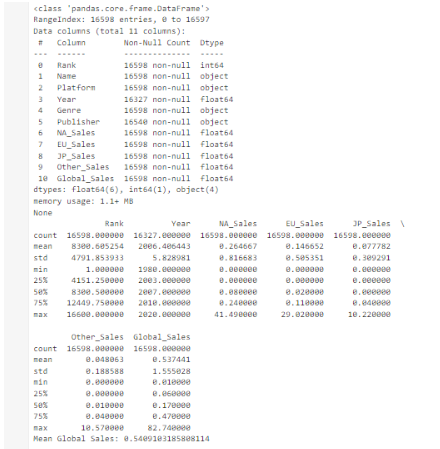 <class 'pandas.core.frame.DataFrame'>
RangeIndex: 16598 entries, 0 to 16597
Data columns (total 11 columns):
 #   Column        Non-Null Count  Dtype
---  ------        --------------  -----
 0   Rank          16598 non-null  int64
 1   Name          16598 non-null  object
 2   Platform      16598 non-null  object
 3   Year          16327 non-null  float64
 4   Genre         16598 non-null  object
 5   Publisher     16540 non-null  object
 6   NA_Sales      16598 non-null  float64
 7   EU_Sales      16598 non-null  float64
 8   JP_Sales      16598 non-null  float64
 9   Other_Sales   16598 non-null  float64
 10  Global_Sales  16598 non-null  float64
dtypes: float64(6), int64(1), object(4)
memory usage: 1.1+ MB
None
               Rank          Year      NA_Sales      EU_Sales      JP_Sales  \
count  16598.000000  16327.000000  16598.000000  16598.000000  16598.000000
mean    8300.605254   2006.406443      0.264667      0.146652      0.077782
std     4791.853933      5.828981      0.816683      0.505351      0.309291
min        1.000000   1980.000000      0.000000      0.000000      0.000000
25%     4151.250000   2003.000000      0.000000      0.000000      0.000000
50%     8300.500000   2007.000000      0.080000      0.020000      0.000000
75%    12449.750000   2010.000000      0.240000      0.110000      0.040000
max    16600.000000   2020.000000     41.490000     29.020000     10.220000
        Other_Sales  Global_Sales
count  16598.000000  16598.000000
mean       0.048063      0.537441
std        0.188588      1.555028
min        0.000000      0.010000
25%        0.000000      0.060000
50%        0.010000      0.170000
75%        0.040000      0.470000
max       10.570000     82.740000
Mean Global Sales: 0.5409103185808114